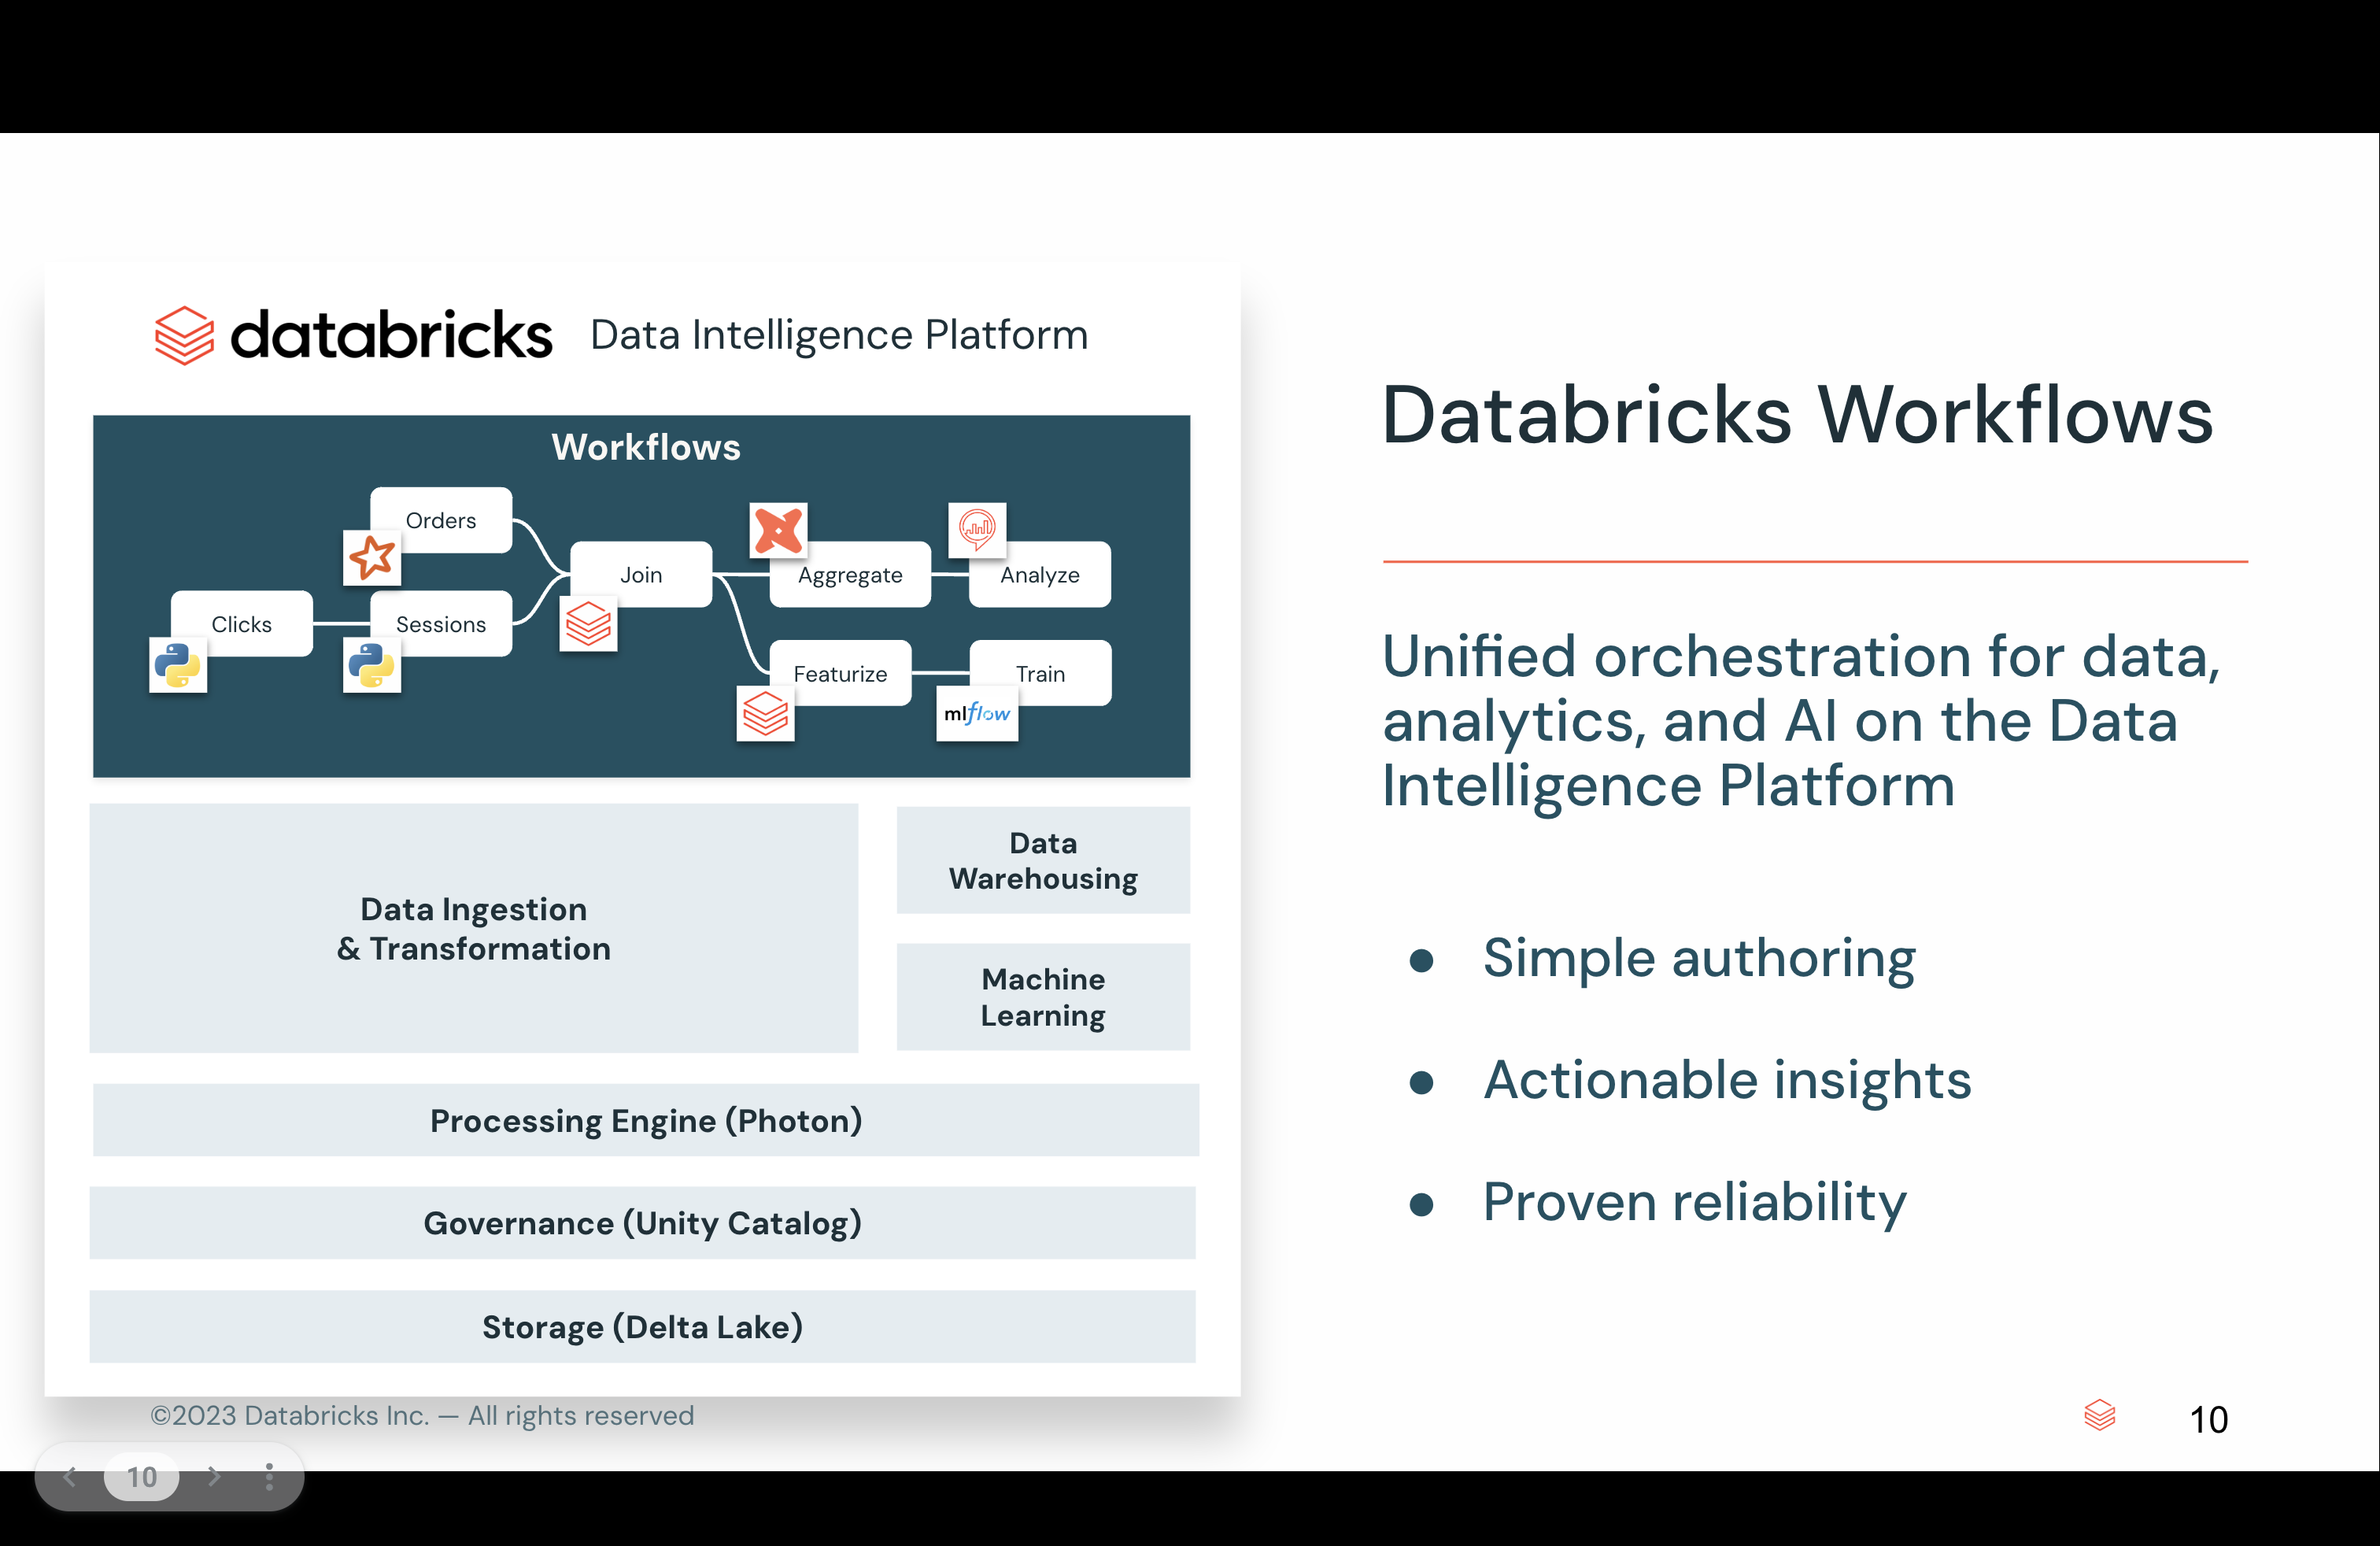 databricks Data Intelligence Platform
Workflows
Orders
Join
Aggregate
Analyze
Clicks
Sessions
Featurize
Train
mlflow
Data Ingestion
& Transformation
Data
Warehousing
Machine
Learning
Processing Engine (Photon)
Governance (Unity Catalog)
Storage (Delta Lake)
Databricks Workflows
Unified orchestration for data,
analytics, and AI on the Data
Intelligence Platform
● Simple authoring
● Actionable insights
● Proven reliability
©2023 Databricks Inc. — All rights reserved
10
10